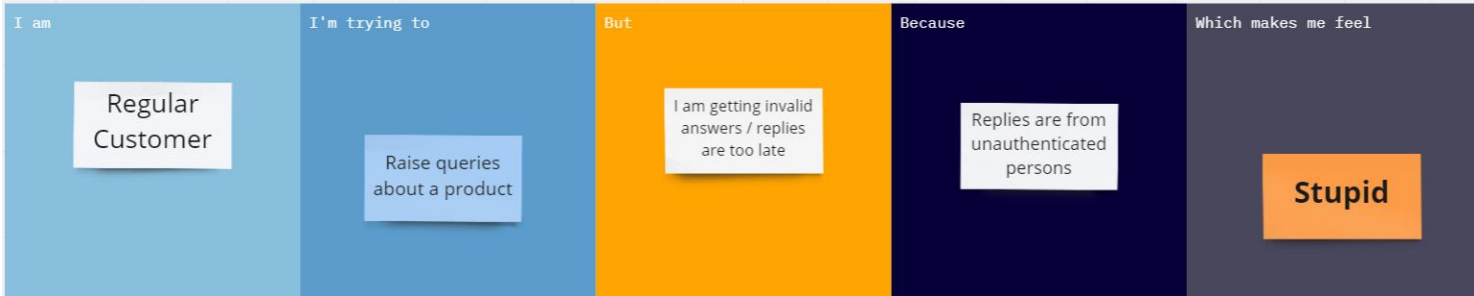 I am
Regular
Customer
I'm trying to
Raise queries
about a product
But
I am getting invalid
answers / replies
are too late
Because
Replies are from
unauthenticated
persons
Which makes me feel
Stupid